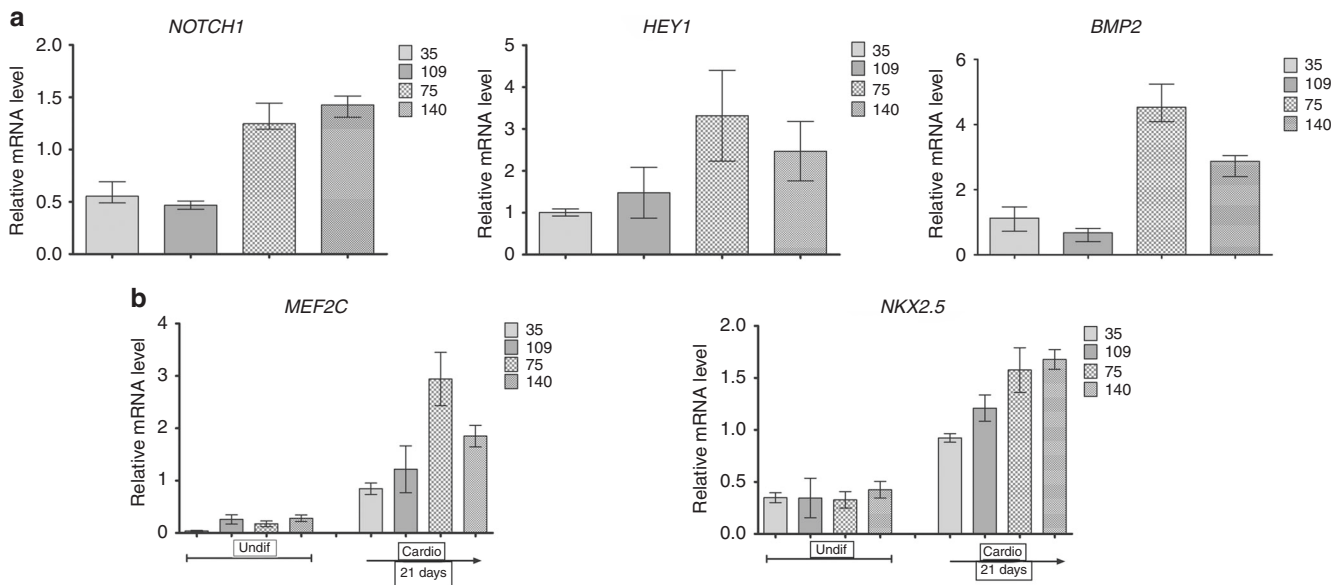 a
NOTCH1
Relative mRNA level
2.0
1.5
1.0
0.5
0.0
35
109
75
140
HEY1
Relative mRNA level
5
4
3
2
1
0
35
109
75
140
BMP2
Relative mRNA level
6
4
2
0
35
109
75
140
b
MEF2C
Relative mRNA level
4
3
2
1
0
35
109
75
140
Undif
Cardio
21 days
NKX2.5
Relative mRNA level
2.0
1.5
1.0
0.5
0.0
35
109
75
140
Undif
Cardio
21 days